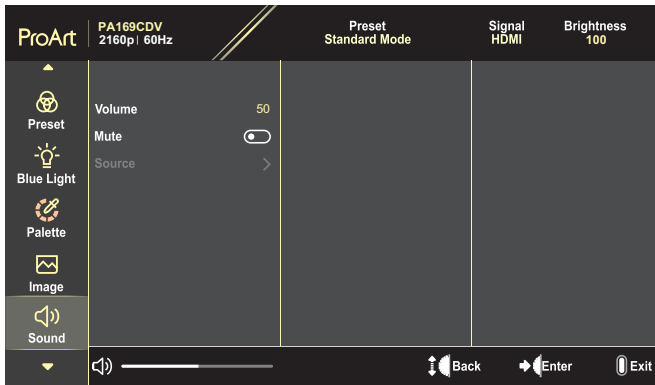 ProArt
PA169CDV
2160p| 60Hz
Preset
Standard Mode
Signal
HDMI
Brightness
100
Preset
Blue Light
Palette
Image
Sound
Volume 50
Mute
Source
Back
Enter
Exit